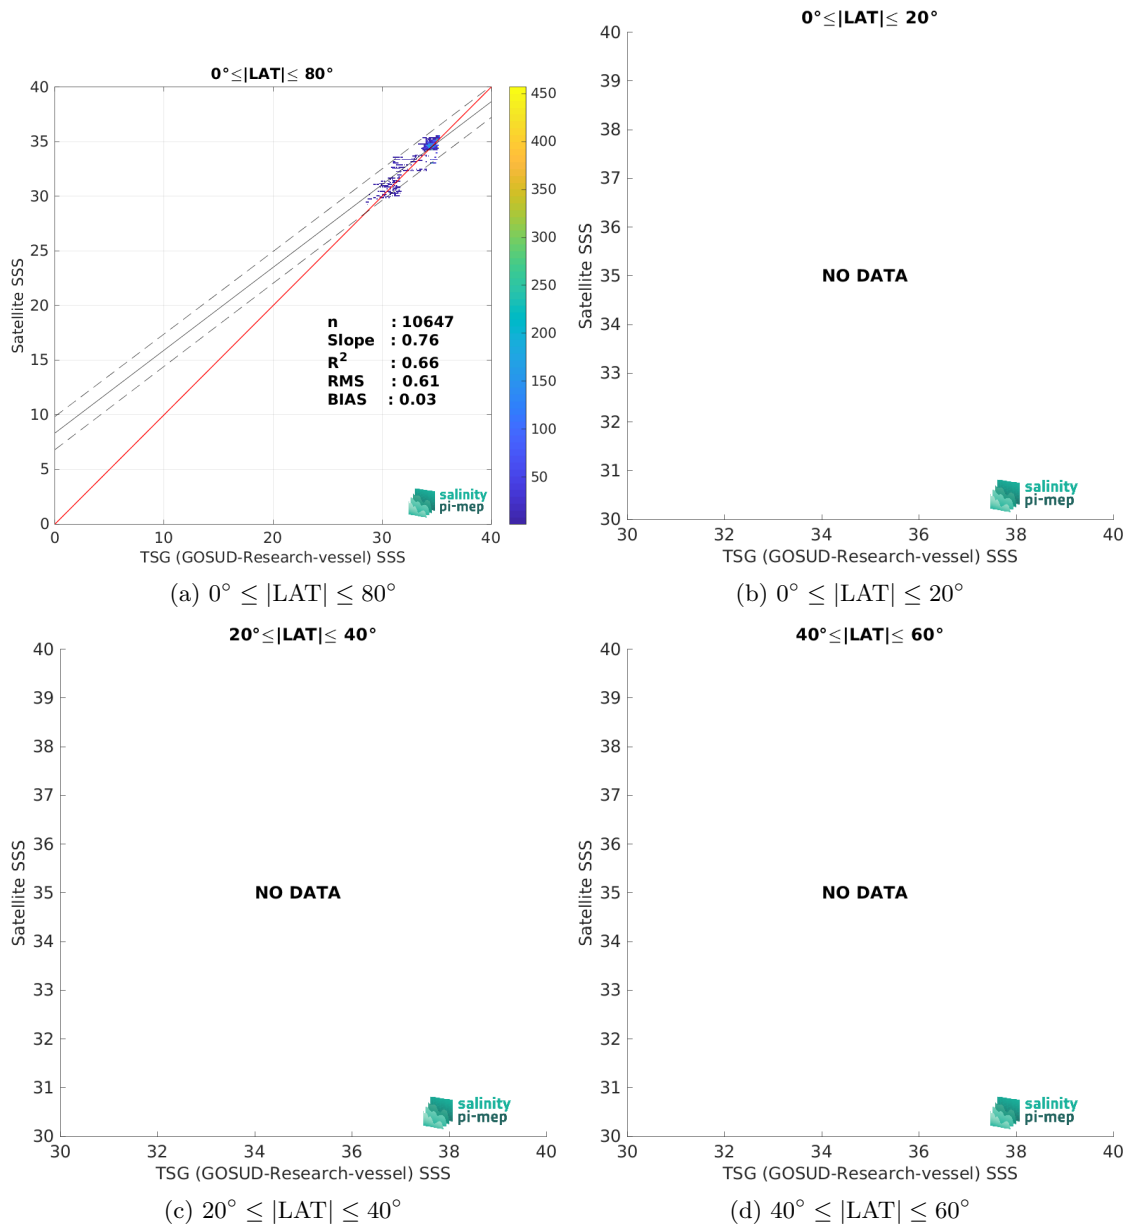 0°≤|LAT|≤ 80°
40
35
30
25
20
15
10
5
0
Satellite SSS
0
10
20
30
40
TSG (GOSUD-Research-vessel) SSS
n : 10647
Slope : 0.76
R² : 0.66
RMS : 0.61
BIAS : 0.03
salinity
pi-mep
450
400
350
300
250
200
150
100
50
(a) 0° ≤ |LAT| ≤ 80°
0°≤|LAT|≤ 20°
40
39
38
37
36
35
34
33
32
31
30
Satellite SSS
NO DATA
salinity
pi-mep
30
32
34
36
38
40
TSG (GOSUD-Research-vessel) SSS
(b) 0° ≤ |LAT| ≤ 20°
20°≤|LAT|≤ 40°
40
39
38
37
36
35
34
33
32
31
30
Satellite SSS
NO DATA
salinity
pi-mep
30
32
34
36
38
40
TSG (GOSUD-Research-vessel) SSS
(c) 20° ≤ |LAT| ≤ 40°
40°≤|LAT|≤ 60°
40
39
38
37
36
35
34
33
32
31
30
Satellite SSS
NO DATA
salinity
pi-mep
30
32
34
36
38
40
TSG (GOSUD-Research-vessel) SSS
(d) 40° ≤ |LAT| ≤ 60°